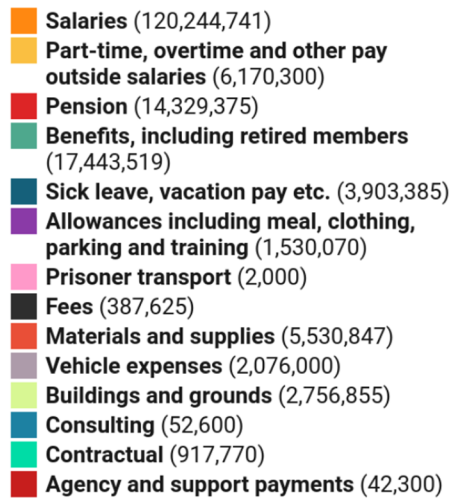 Salaries (120,244,741)
Part-time, overtime and other pay
outside salaries (6,170,300)
Pension (14,329,375)
Benefits, including retired members
(17,443,519)
Sick leave, vacation pay etc. (3,903,385)
Allowances including meal, clothing,
parking and training (1,530,070)
Prisoner transport (2,000)
Fees (387,625)
Materials and supplies (5,530,847)
Vehicle expenses (2,076,000)
Buildings and grounds (2,756,855)
Consulting (52,600)
Contractual (917,770)
Agency and support payments (42,300)